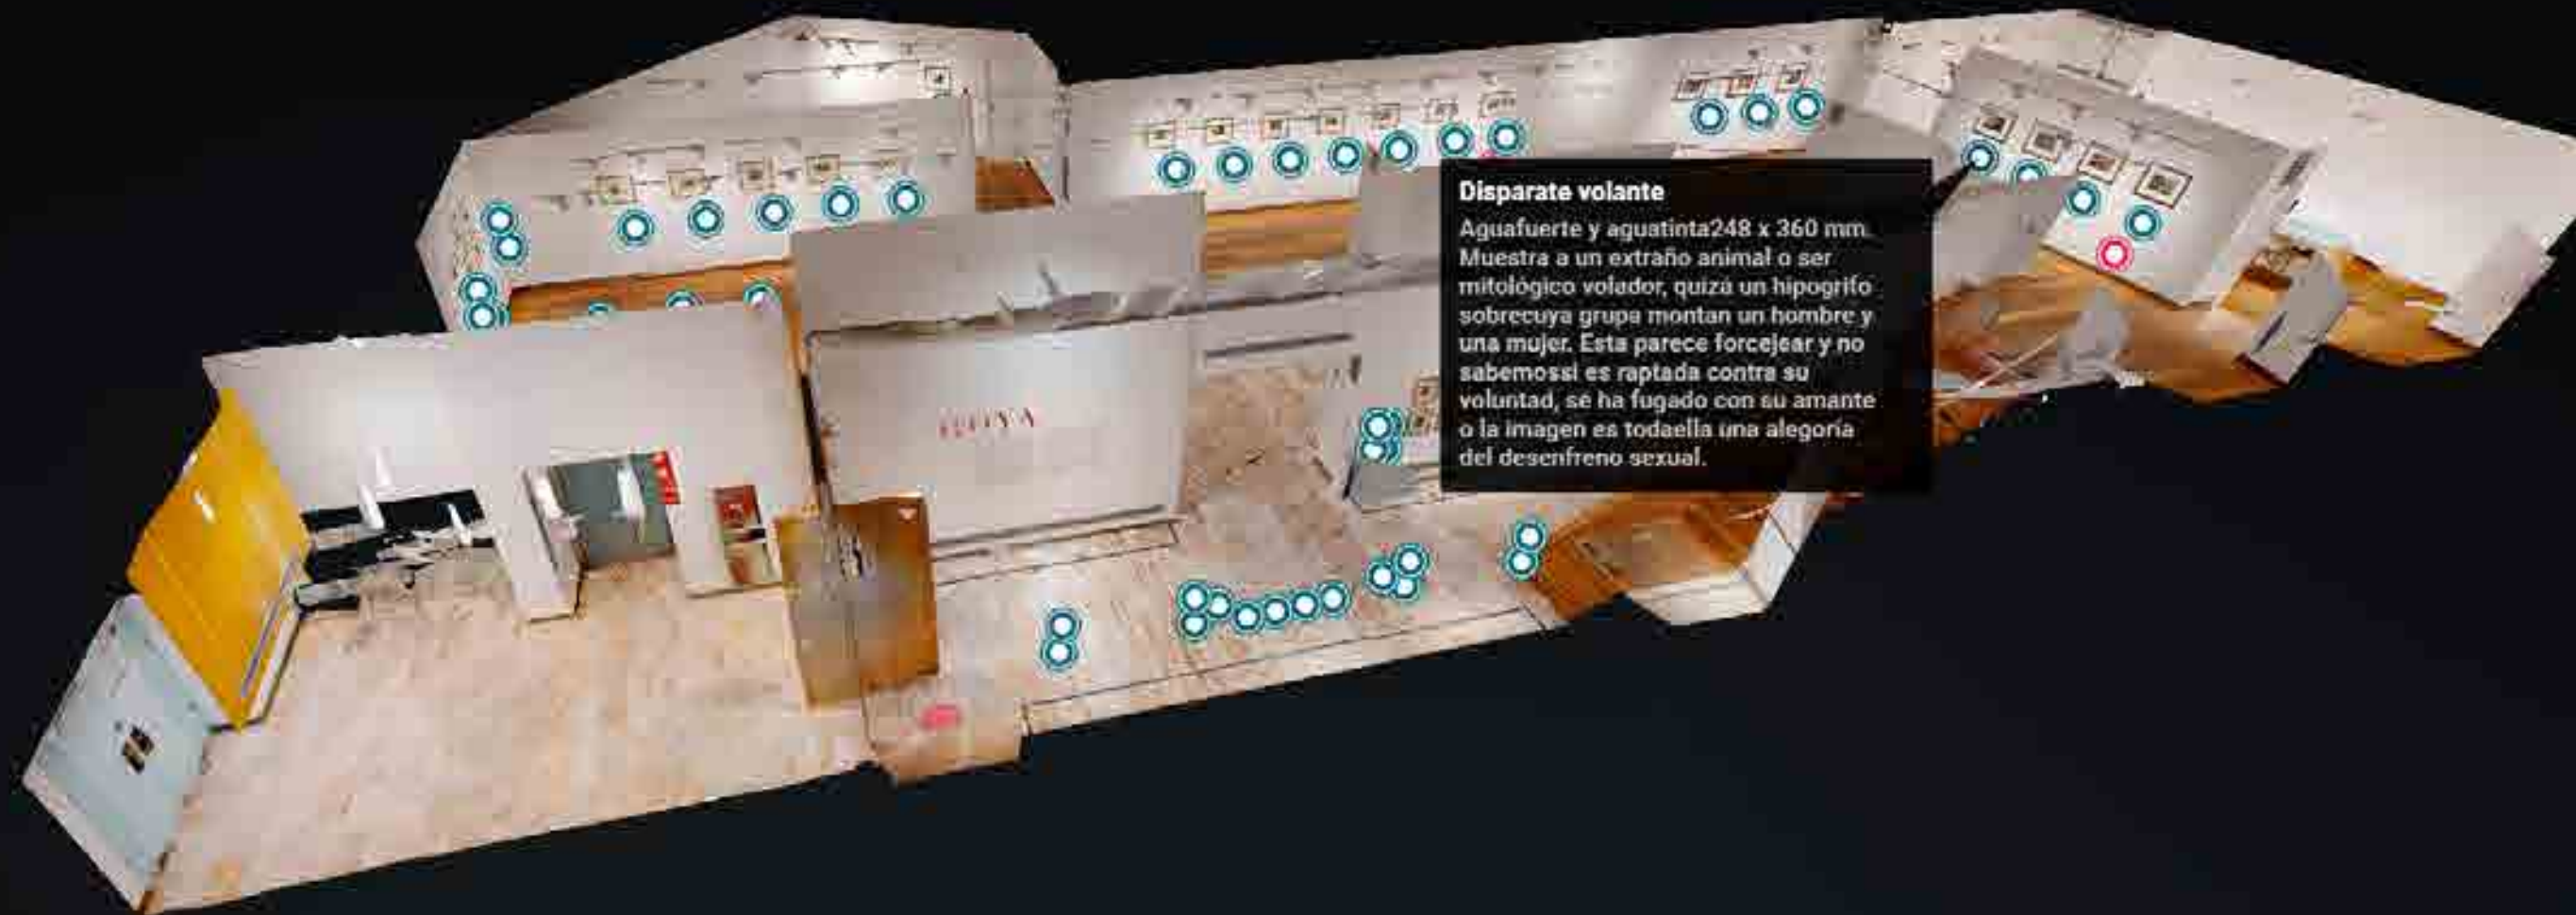 GOYA
Disparate volante
Aguafuerte y aguatinta248 x 360 mm.
Muestra a un extraño animal o ser
mitológico volador, quizá un hipogrifo
sobrecuya grupa montan un hombre y
una mujer. Esta parece forcejear y no
sabemossi es raptada contra su
voluntad, se ha fugado con su amante
o la imagen es todaella una alegoría
del desenfreno sexual.